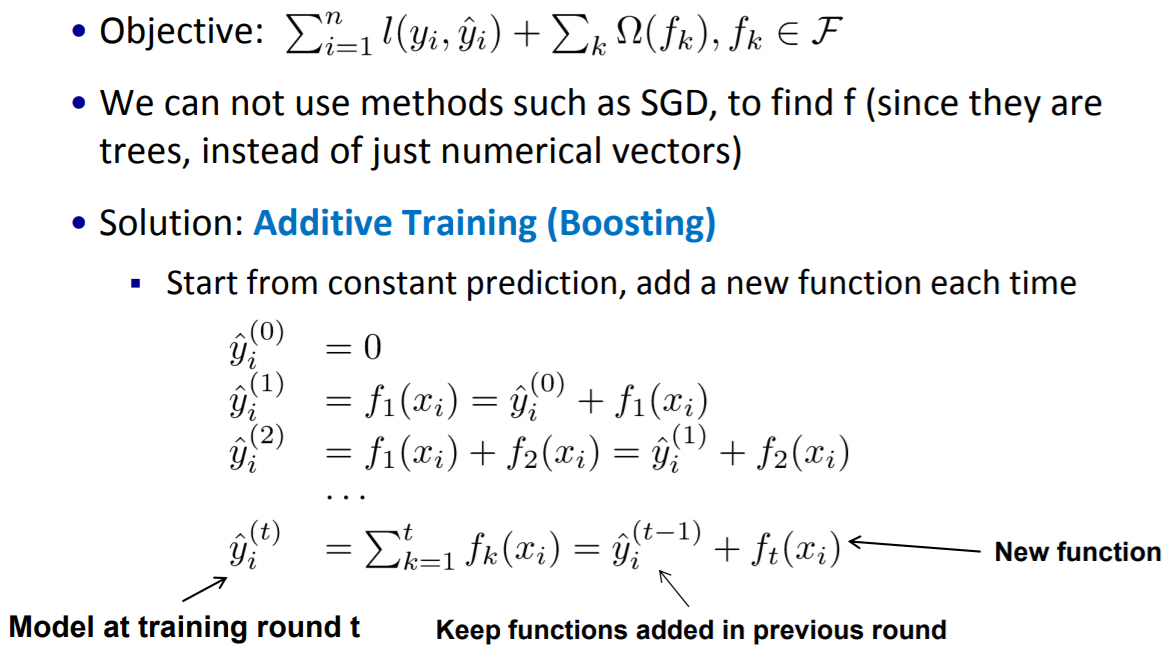 • Objective: $\sum_{i=1}^{n} l(y_i, \hat{y}_i) + \sum_k \Omega(f_k), f_k \in \mathcal{F}$
• We can not use methods such as SGD, to find f (since they are
trees, instead of just numerical vectors)
• Solution: Additive Training (Boosting)
▪ Start from constant prediction, add a new function each time
$\hat{y}_i^{(0)} = 0$
$\hat{y}_i^{(1)} = f_1(x_i) = \hat{y}_i^{(0)} + f_1(x_i)$
$\hat{y}_i^{(2)} = f_1(x_i) + f_2(x_i) = \hat{y}_i^{(1)} + f_2(x_i)$
$\cdots$
$\hat{y}_i^{(t)} = \sum_{k=1}^{t} f_k(x_i) = \hat{y}_i^{(t-1)} + f_t(x_i)$
New function
Model at training round t
Keep functions added in previous round